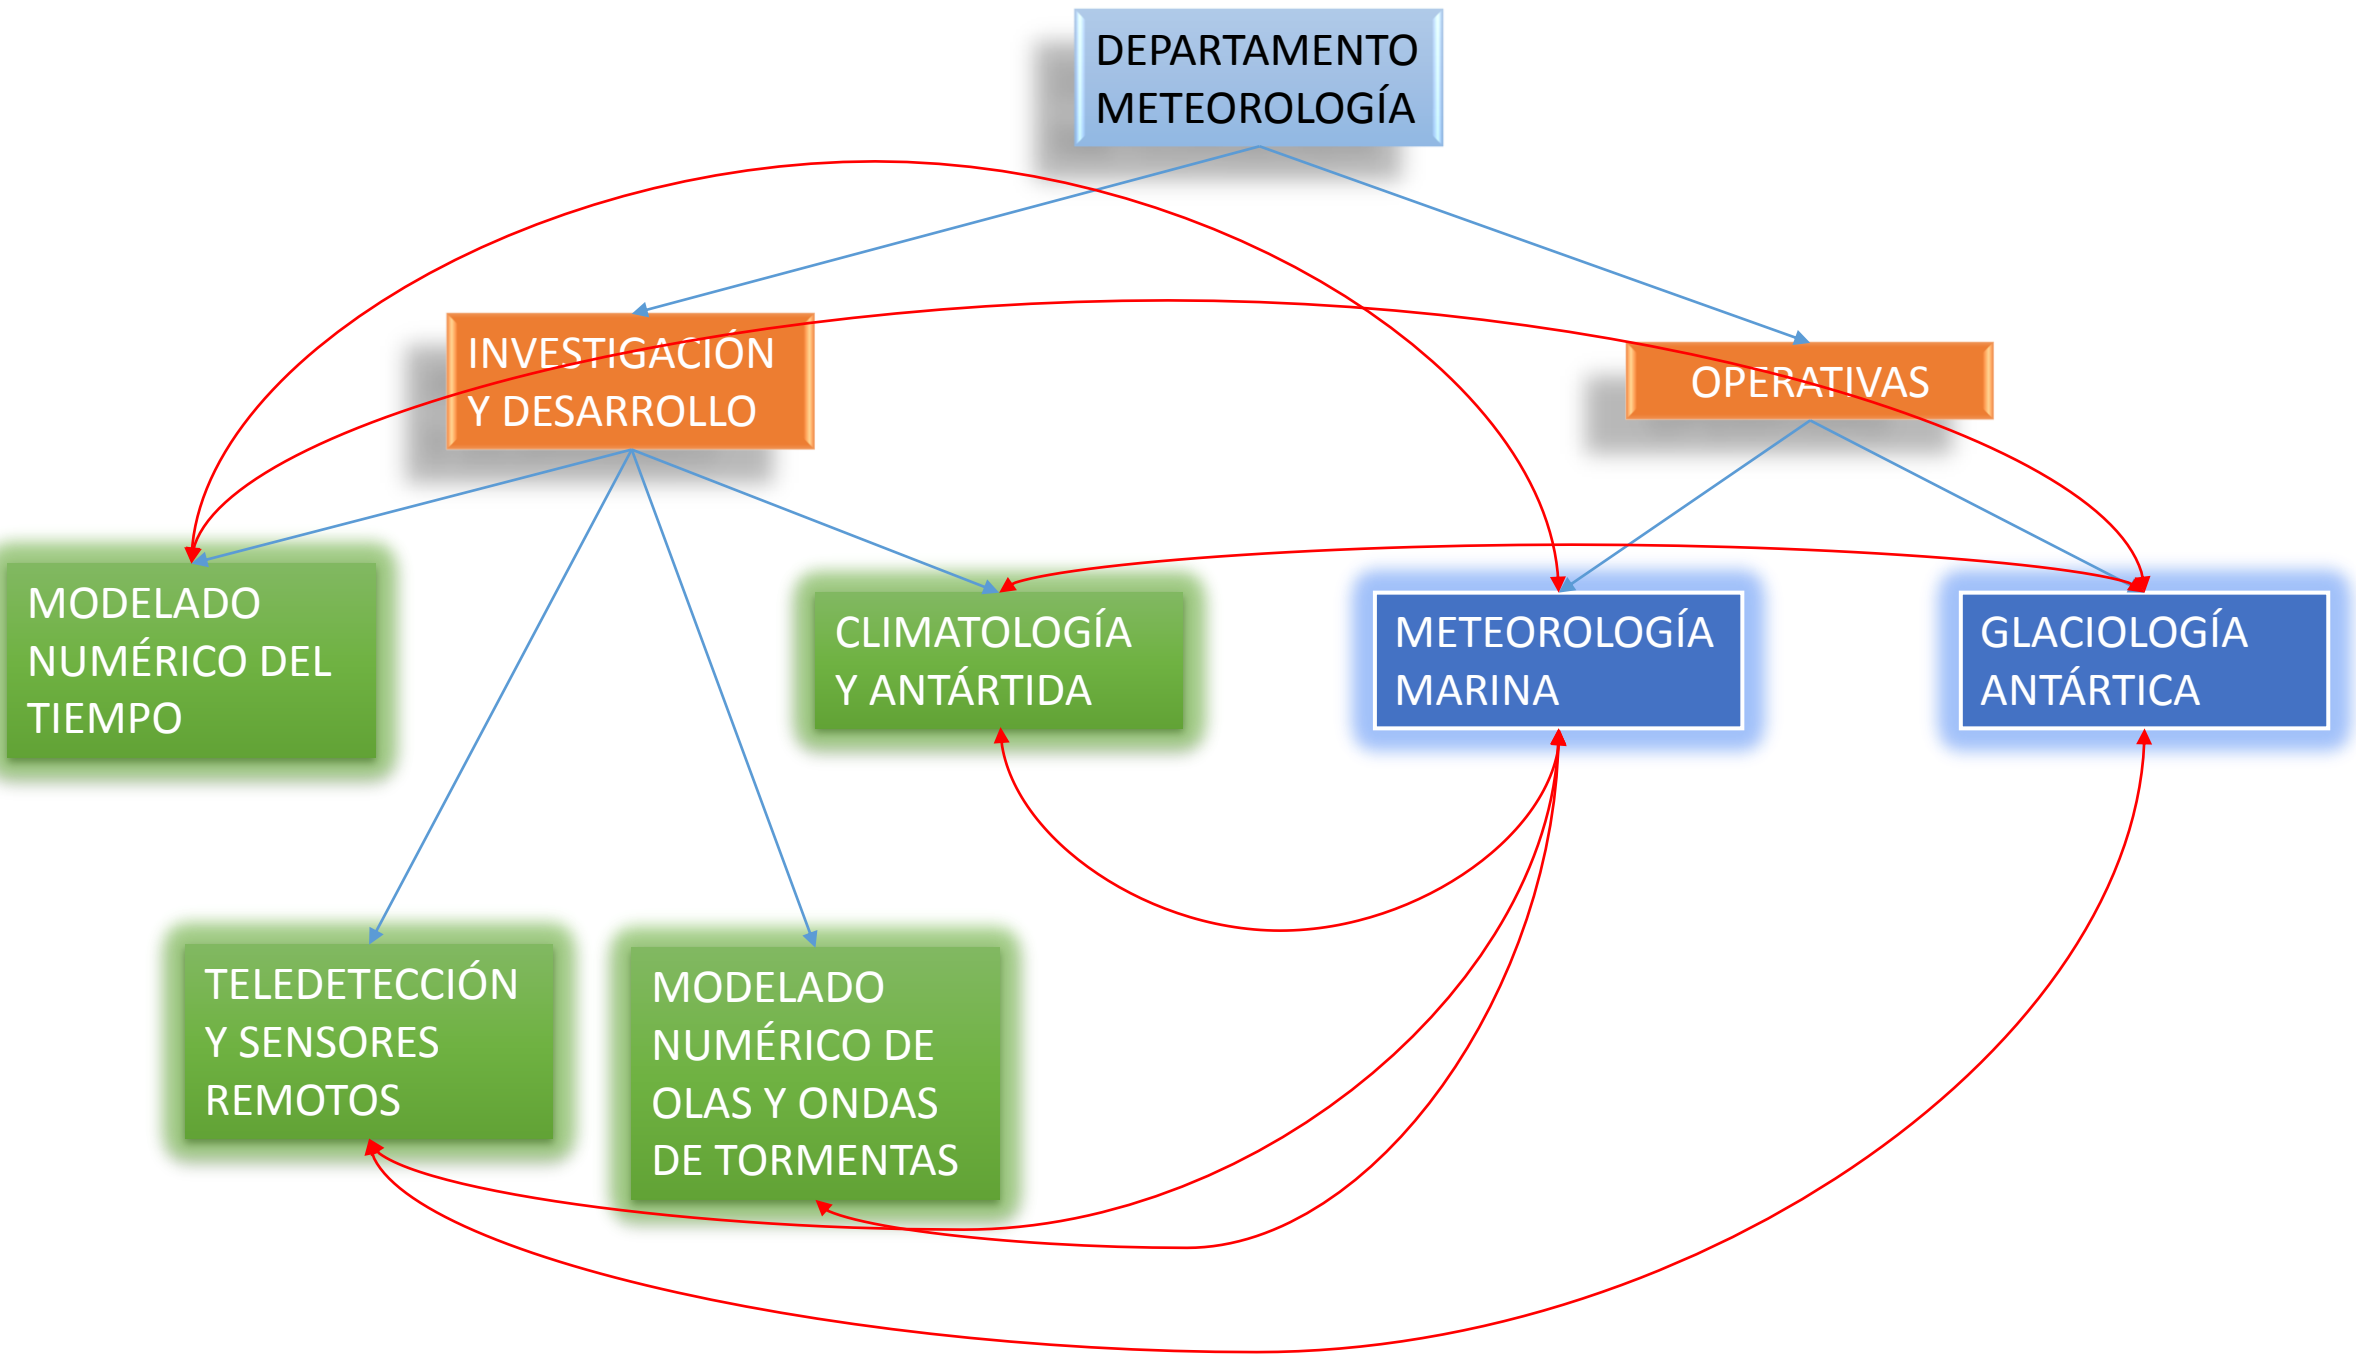 DEPARTAMENTO
METEOROLOGÍA
INVESTIGACIÓN
Y DESARROLLO
OPERATIVAS
MODELADO
NUMÉRICO DEL
TIEMPO
CLIMATOLOGÍA
Y ANTÁRTIDA
METEOROLOGÍA
MARINA
GLACIOLOGÍA
ANTÁRTICA
TELEDETECCIÓN
Y SENSORES
REMOTOS
MODELADO
NUMÉRICO DE
OLAS Y ONDAS
DE TORMENTAS